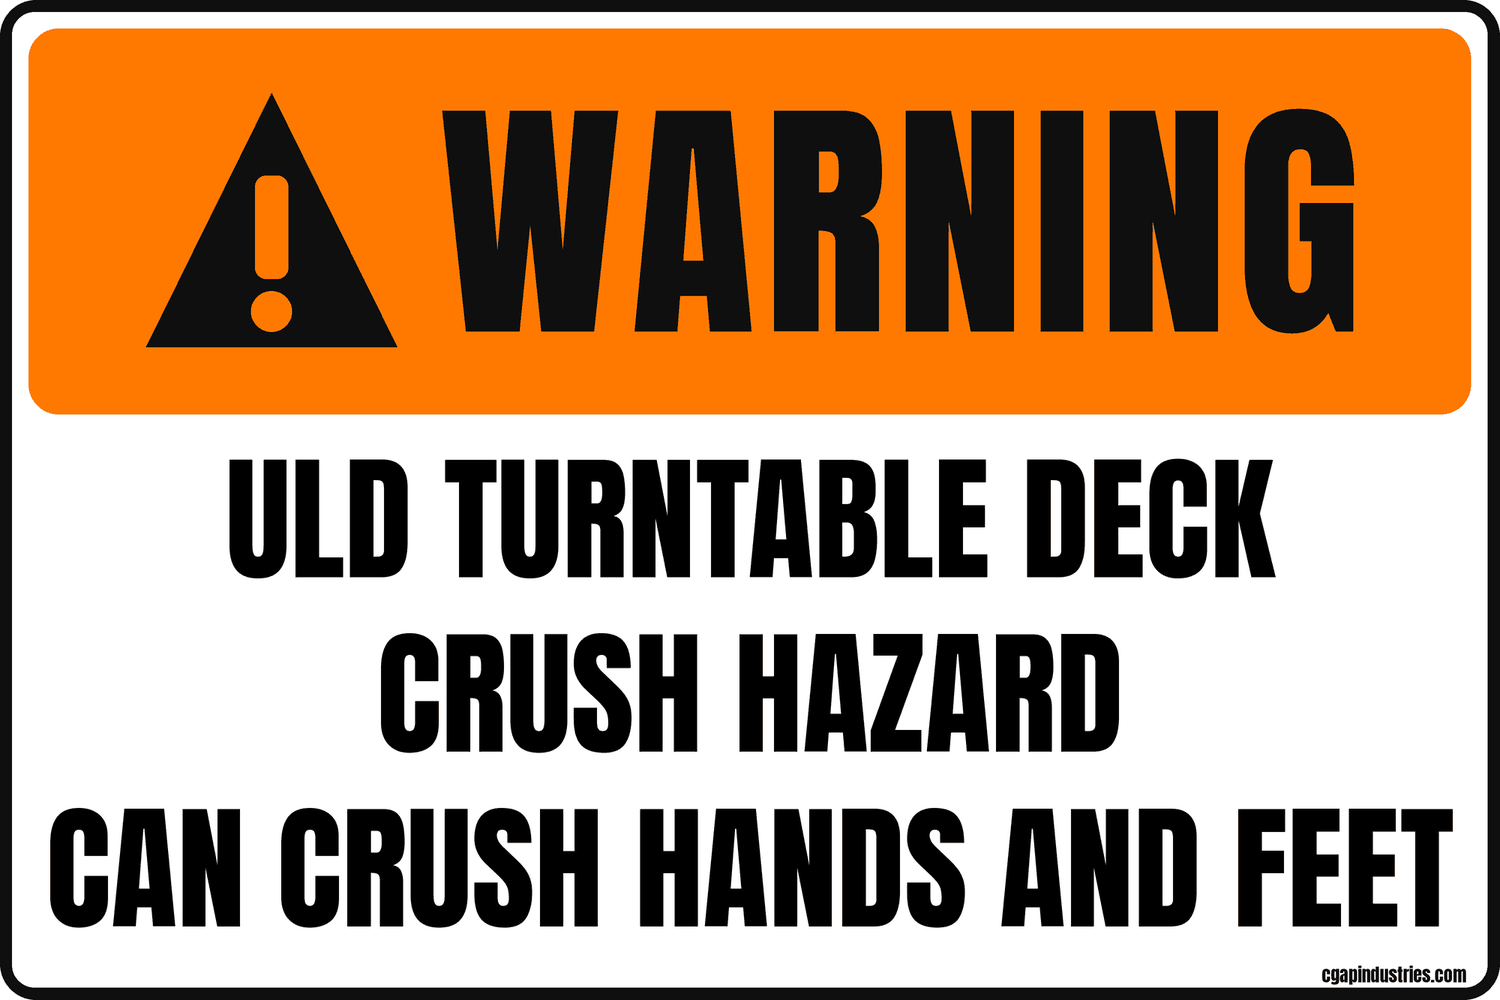 WARNING
ULD TURNTABLE DECK
CRUSH HAZARD
CAN CRUSH HANDS AND FEET
cgapindustries.com